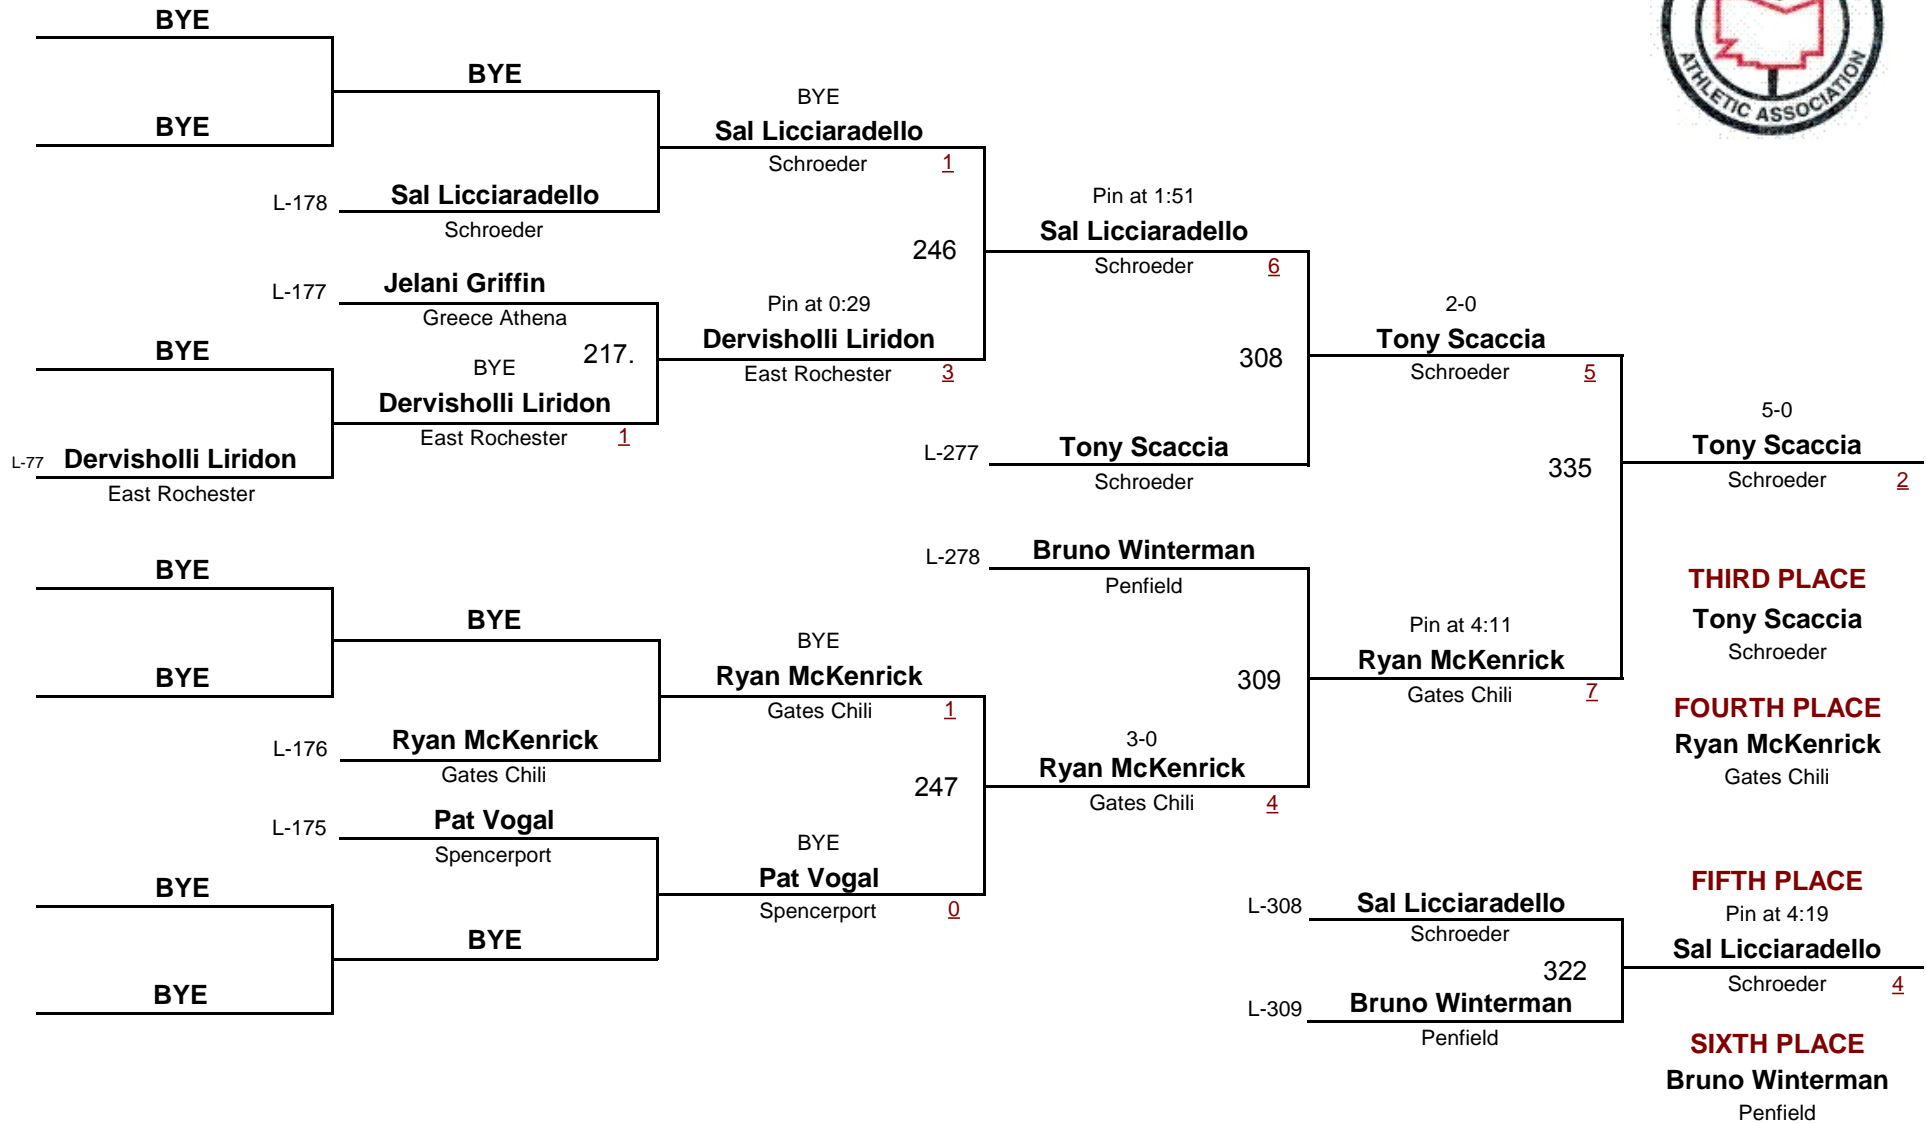 BYE
BYE
BYE
L-178 Sal Licciaradello
Schroeder
BYE
Sal Licciaradello
Schroeder 1
L-177 Jelani Griffin
Greece Athena
217.
BYE
BYE
Dervisholli Liridon
East Rochester 1
L-77 Dervisholli Liridon
East Rochester
Pin at 0:29
Dervisholli Liridon
East Rochester 3
246
Pin at 1:51
Sal Licciaradello
Schroeder 6
308
L-277 Tony Scaccia
Schroeder
2-0
Tony Scaccia
Schroeder 5
335
5-0
Tony Scaccia
Schroeder 2
BYE
BYE
BYE
L-176 Ryan McKenrick
Gates Chili
BYE
Ryan McKenrick
Gates Chili 1
L-175 Pat Vogal
Spencerport
BYE
BYE
BYE
BYE
Pat Vogal
Spencerport 0
247
L-278 Bruno Winterman
Penfield
309
3-0
Ryan McKenrick
Gates Chili 4
Pin at 4:11
Ryan McKenrick
Gates Chili 7
THIRD PLACE
Tony Scaccia
Schroeder
FOURTH PLACE
Ryan McKenrick
Gates Chili
L-308 Sal Licciaradello
Schroeder
322
L-309 Bruno Winterman
Penfield
FIFTH PLACE
Pin at 4:19
Sal Licciaradello
Schroeder 4
SIXTH PLACE
Bruno Winterman
Penfield
ATHLETIC ASSOCIATION